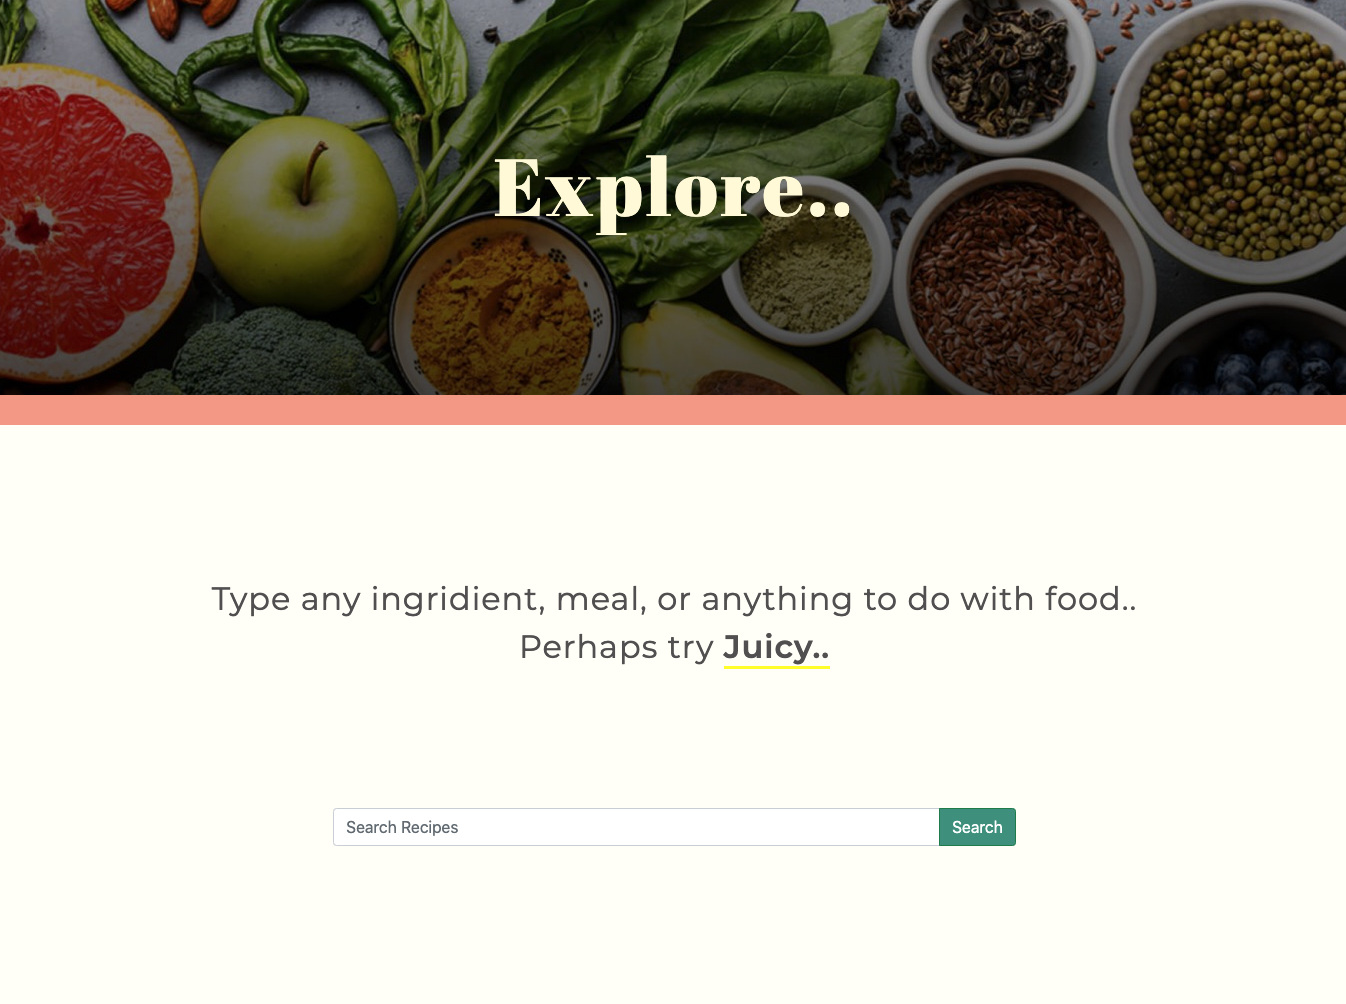 Explore..
Type any ingridient, meal, or anything to do with food..
Perhaps try Juicy..
Search Recipes
Search